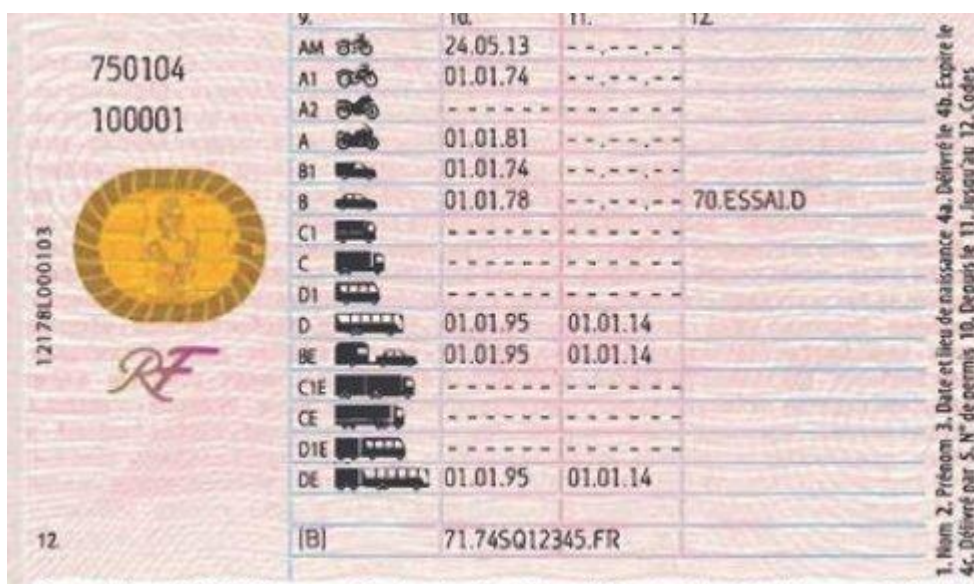 9. 10. 11. 12.
750104
100001
12178L000103
RF
AM 24.05.13 --.--.--
A1 01.01.74 --.--.--
A2 -------- --------
A 01.01.81 --.--.--
B1 01.01.74 --.--.--
B 01.01.78 --.--.-- 70.ESSAI.D
C1 -------- --------
C -------- --------
D1 -------- --------
D 01.01.95 01.01.14
BE 01.01.95 01.01.14
C1E -------- --------
CE -------- --------
D1E -------- --------
DE 01.01.95 01.01.14
12. (B) 71.74SQ12345.FR
1. Nom 2. Prénom 3. Date et lieu de naissance 4a. Délivré le 4b. Expire le
4c. Délivré par 5. N° de permis 10. Depuis le 11. Jusqu'au 12. Codes